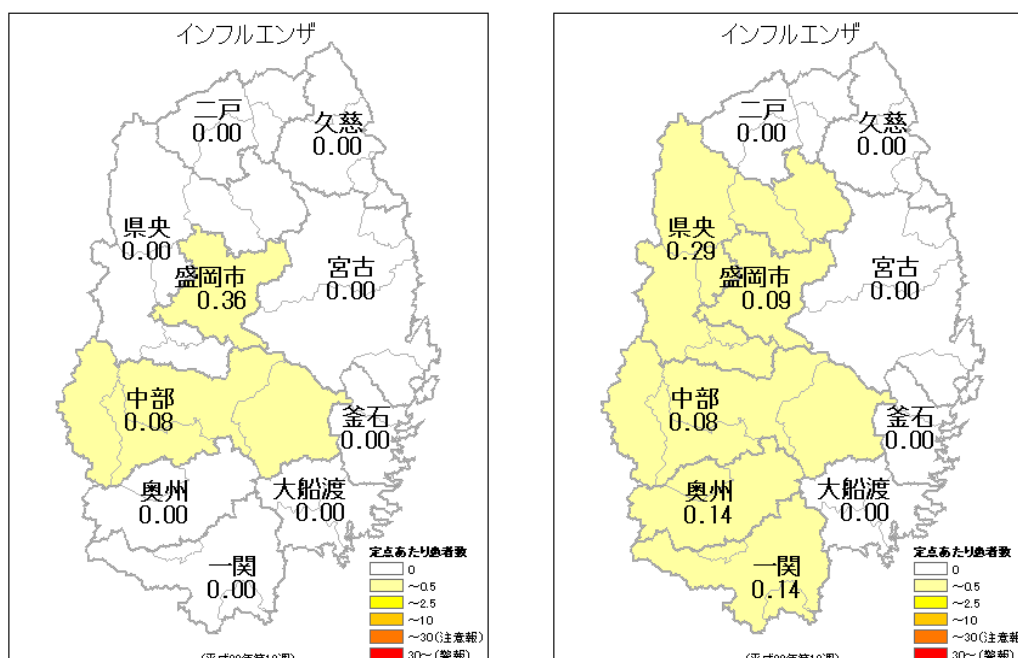 インフルエンザ
二戸
0.00
久慈
0.00
県央
0.00
盛岡市
0.36
宮古
0.00
中部
0.08
釜石
0.00
奥州
0.00
大船渡
0.00
一関
0.00
定点あたり患者数
0
～0.5
～2.5
～10
～30(注意報)
30～(警報)
インフルエンザ
二戸
0.00
久慈
0.00
県央
0.29
盛岡市
0.09
宮古
0.00
中部
0.08
釜石
0.00
奥州
0.14
大船渡
0.00
一関
0.14
定点あたり患者数
0
～0.5
～2.5
～10
～30(注意報)
30～(警報)